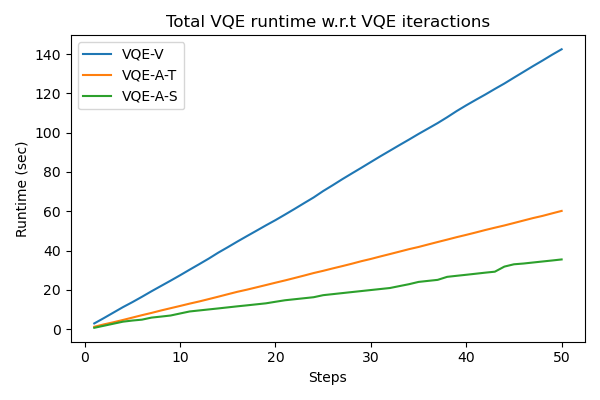 Total VQE runtime w.r.t VQE iteractions
VQE-V
VQE-A-T
VQE-A-S
Runtime (sec)
140
120
100
80
60
40
20
0
0 10 20 30 40 50
Steps